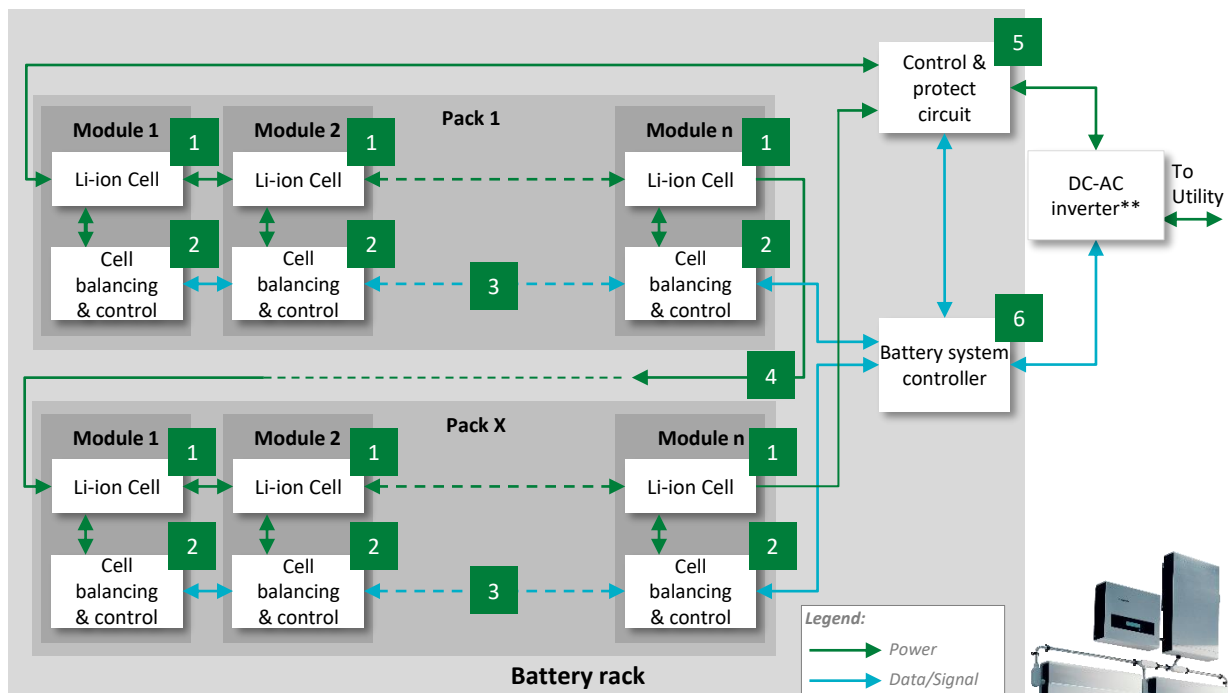 5
Control &
protect
circuit
Pack 1
Module 1
1
Module 2
1
Module n
1
Li-ion Cell
Li-ion Cell
Li-ion Cell
DC-AC
inverter**
To
Utility
2
2
2
Cell
balancing
& control
Cell
balancing
& control
3
Cell
balancing
& control
6
Battery system
controller
4
Pack X
Module 1
1
Module 2
1
Module n
1
Li-ion Cell
Li-ion Cell
Li-ion Cell
2
2
2
Cell
balancing
& control
Cell
balancing
& control
3
Cell
balancing
& control
Legend:
Power
Data/Signal
Battery rack